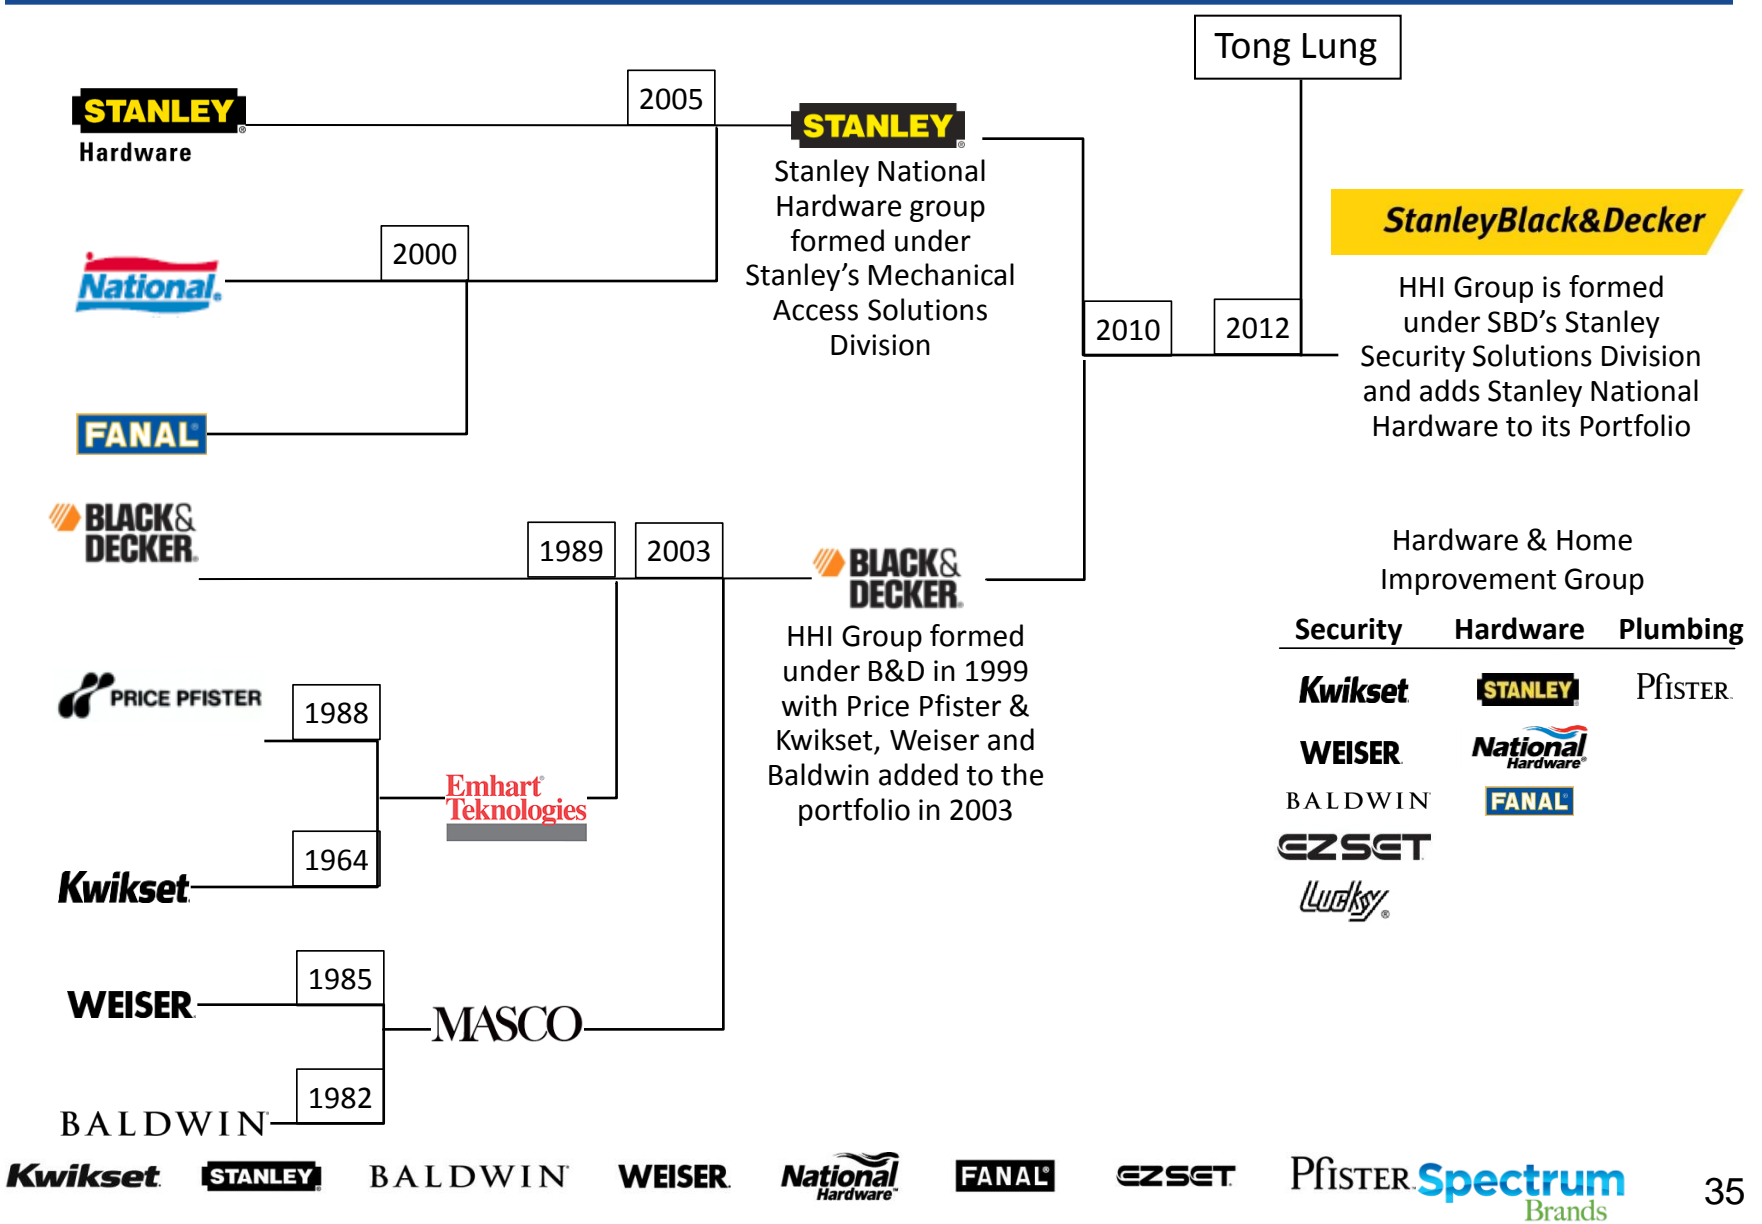 Tong Lung
STANLEY®
Hardware
2005
STANLEY®
Stanley National
Hardware group
formed under
Stanley's Mechanical
Access Solutions
Division
National®
2000
FANAL®
2010
2012
StanleyBlack&Decker
HHI Group is formed
under SBD's Stanley
Security Solutions Division
and adds Stanley National
Hardware to its Portfolio
BLACK&
DECKER®
1989
2003
BLACK&
DECKER®
HHI Group formed
under B&D in 1999
with Price Pfister &
Kwikset, Weiser and
Baldwin added to the
portfolio in 2003
PRICE PFISTER
1988
Emhart®
Teknologies
1964
Kwikset
WEISER
1985
MASCO
1982
BALDWIN
Hardware & Home
Improvement Group
Security Hardware Plumbing
Kwikset STANLEY® Pfister
WEISER National
Hardware®
BALDWIN FANAL®
EZSET
Lucky®
Kwikset STANLEY® BALDWIN WEISER National
Hardware™
FANAL® EZSET Pfister Spectrum
Brands
35